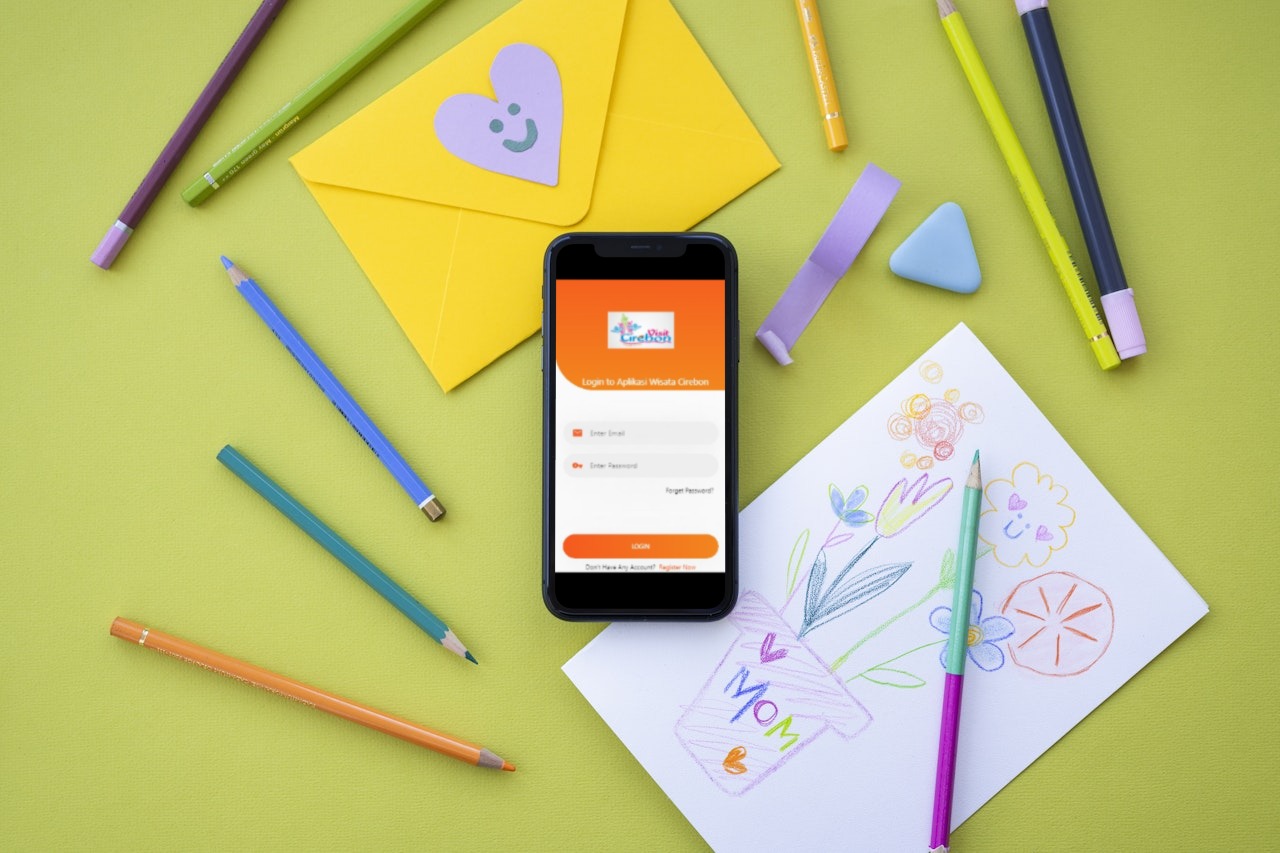 Visit
Cirebon
Login to Aplikasi Wisata Cirebon
Enter Email
Enter Password
Forget Password?
LOGIN
Don't Have Any Account? Register Now
MOM